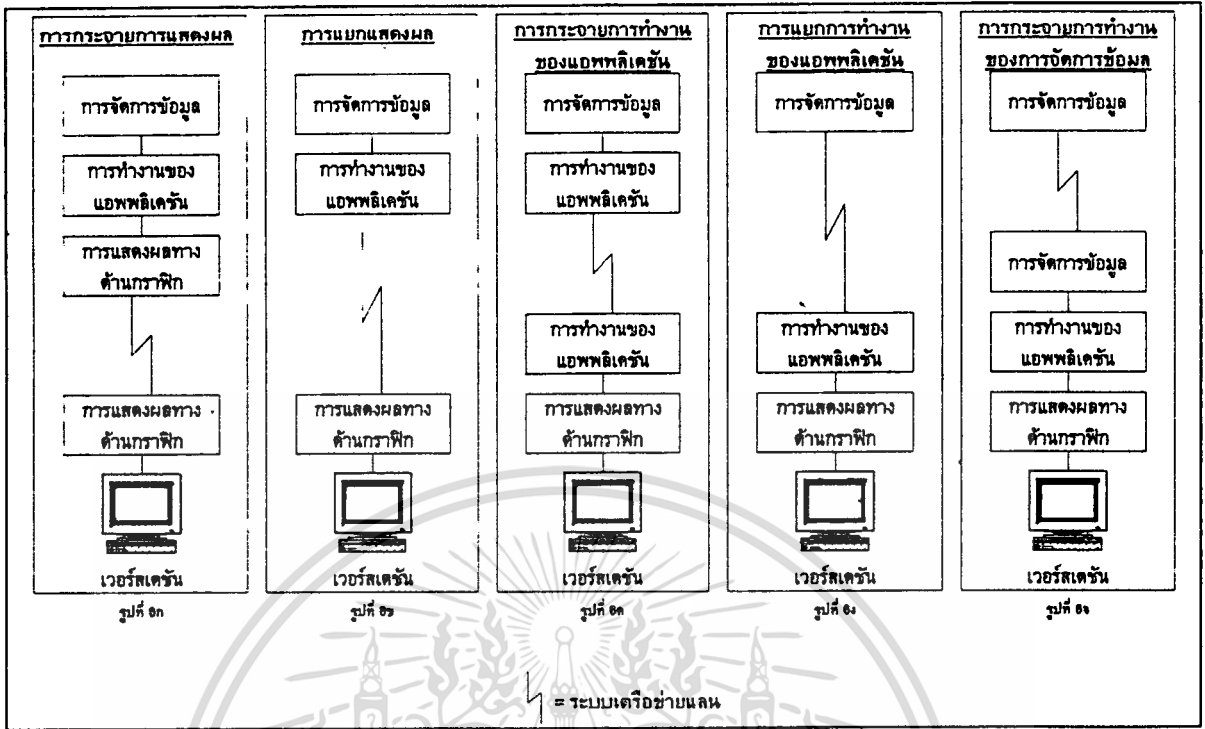 การกระจายการแสดงผล
การจัดการข้อมูล
การทำงานของ
แอพพลิเคชัน
การแสดงผลทาง
ด้านกราฟิก
การแสดงผลทาง
ด้านกราฟิก
เวอร์สเตชัน
รูปที่ 6ก
การแยกแสดงผล
การจัดการข้อมูล
การทำงานของ
แอพพลิเคชัน
การแสดงผลทาง
ด้านกราฟิก
เวอร์สเตชัน
รูปที่ 6ข
การกระจายการทำงาน
ของแอพพลิเคชัน
การจัดการข้อมูล
การทำงานของ
แอพพลิเคชัน
การทำงานของ
แอพพลิเคชัน
การแสดงผลทาง
ด้านกราฟิก
เวอร์สเตชัน
รูปที่ 6ค
การแยกการทำงาน
ของแอพพลิเคชัน
การจัดการข้อมูล
การทำงานของ
แอพพลิเคชัน
การแสดงผลทาง
ด้านกราฟิก
เวอร์สเตชัน
รูปที่ 6ง
การกระจายการทำงาน
ของการจัดการข้อมูล
การจัดการข้อมูล
การจัดการข้อมูล
การทำงานของ
แอพพลิเคชัน
การแสดงผลทาง
ด้านกราฟิก
เวอร์สเตชัน
รูปที่ 6จ
= ระบบเครือข่ายแลน